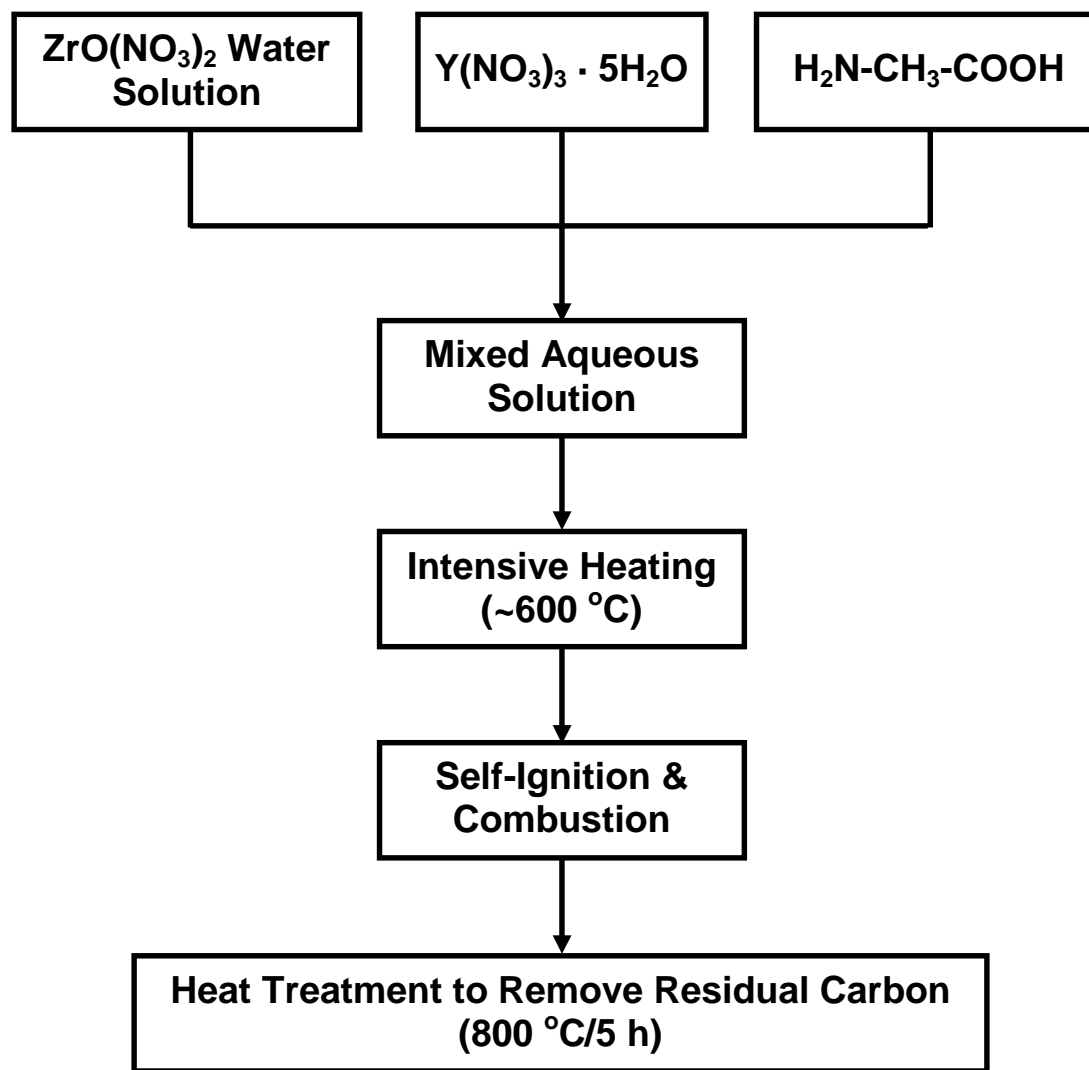 ZrO(NO₃)₂ Water
Solution
Y(NO₃)₃ · 5H₂O
H₂N-CH₃-COOH
Mixed Aqueous
Solution
Intensive Heating
(~600 °C)
Self-Ignition &
Combustion
Heat Treatment to Remove Residual Carbon
(800 °C/5 h)